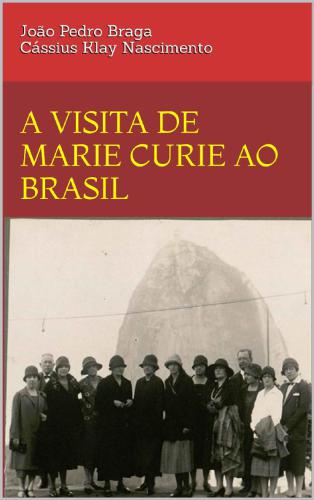 João Pedro Braga
Cássius Klay Nascimento
A VISITA DE
MARIE CURIE AO
BRASIL